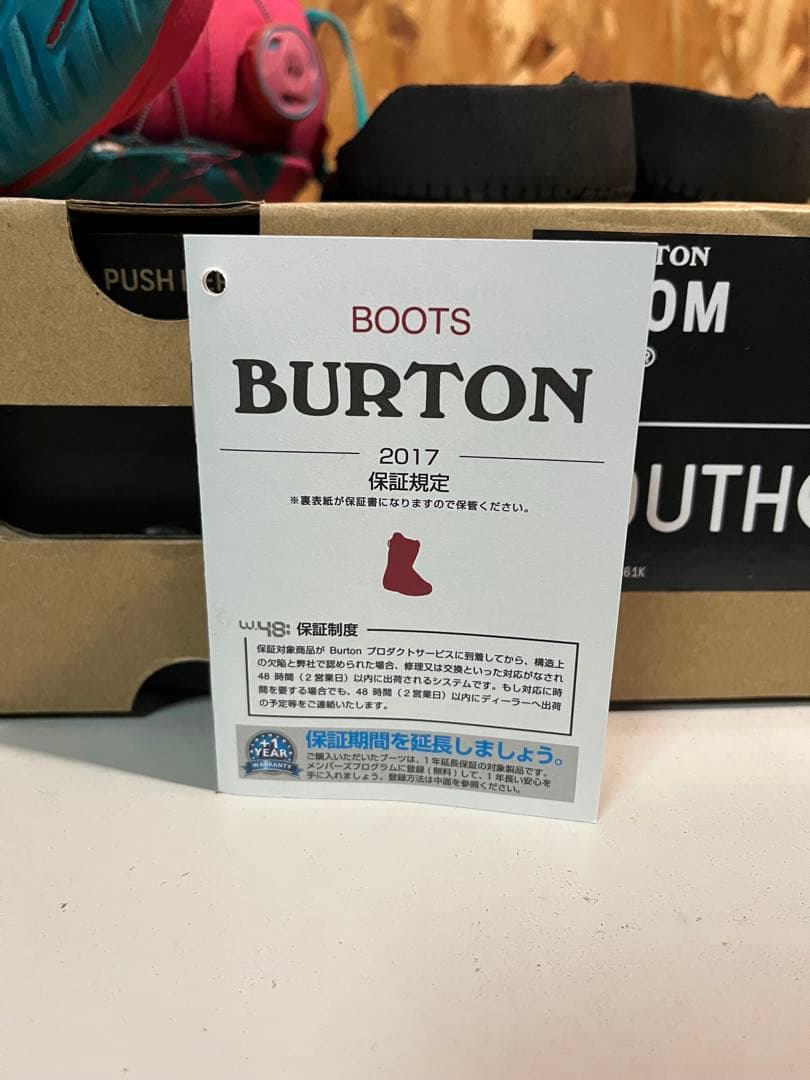 PUSH
BURTON
OM
®
OUTH
61K
BOOTS
BURTON
2017
保証規定
※裏表紙が保証書になりますので保管ください。
W.48: 保証制度
保証対象商品が Burton プロダクトサービスに到着してから、構造上
の欠陥と弊社で認められた場合、修理又は交換といった対応がなされ
48 時間（2 営業日）以内に出荷されるシステムです。もし対応に時
間を要する場合でも、48 時間（2 営業日）以内にディーラーへ出荷
の予定等をご連絡いたします。
+1
YEAR
WARRANTY
保証期間を延長しましょう。
ご購入いただいたブーツは、1 年延長保証の対象製品です。
メンバーズプログラムに登録（無料）して、1 年長い安心を
手に入れましょう。登録方法は中面を参照ください。